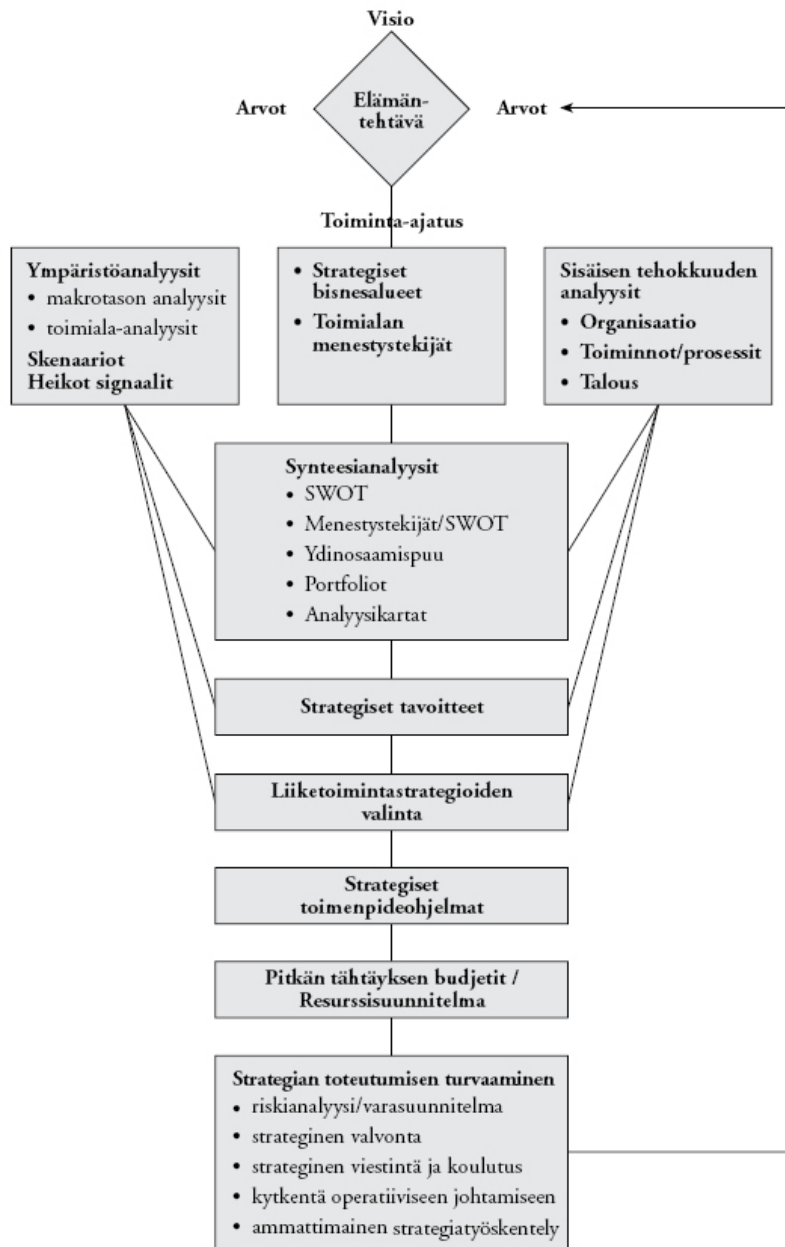 Visio
Arvot
Elämän-
tehtävä
Arvot
Toiminta-ajatus
Ympäristöanalyysit
• makrotason analyysit
• toimiala-analyysit
Skenaariot
Heikot signaalit
• Strategiset
bisnesalueet
• Toimialan
menestystekijät
Sisäisen tehokkuuden
analyysit
• Organisaatio
• Toiminnot/prosessit
• Talous
Synteesianalyysit
• SWOT
• Menestystekijät/SWOT
• Ydinosaamispuu
• Portfoliot
• Analyysikartat
Strategiset tavoitteet
Liiketoimintastrategioiden
valinta
Strategiset
toimenpideohjelmat
Pitkän tähtäyksen budjetit /
Resurssisuunnitelma
Strategian toteutumisen turvaaminen
• riskianalyysi/varasuunnitelma
• strateginen valvonta
• strateginen viestintä ja koulutus
• kytkentä operatiiviseen johtamiseen
• ammattimainen strategiatyöskentely